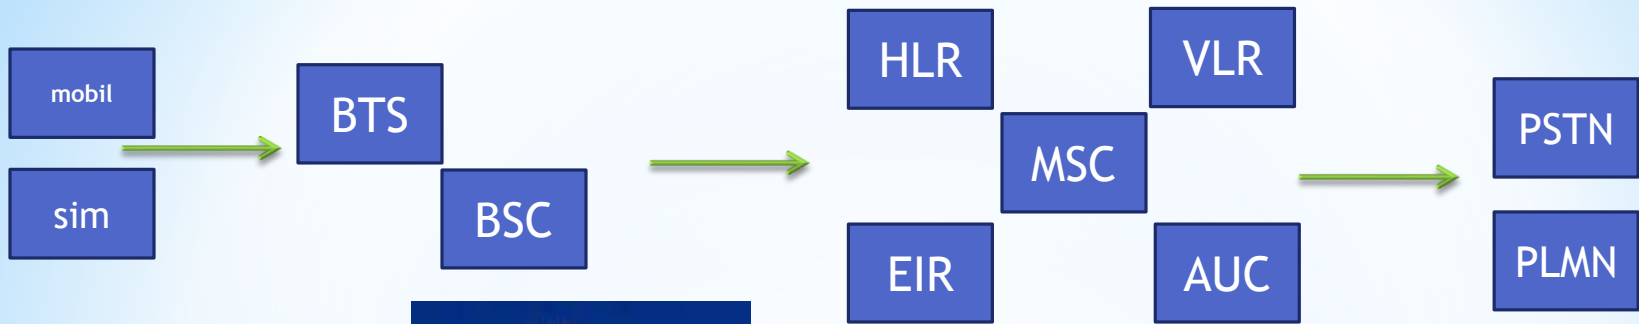 mobil
sim
BTS
BSC
HLR
VLR
MSC
EIR
AUC
PSTN
PLMN